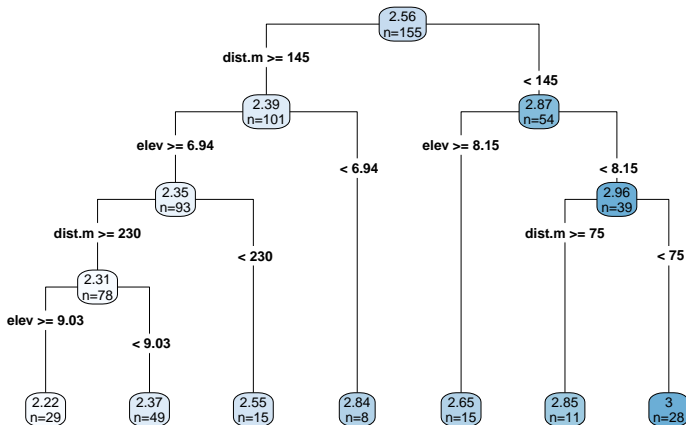 2.56
n=155
dist.m >= 145
< 145
2.39
n=101
2.87
n=54
elev >= 6.94
< 6.94
elev >= 8.15
< 8.15
2.35
n=93
2.96
n=39
dist.m >= 230
< 230
dist.m >= 75
< 75
2.31
n=78
elev >= 9.03
< 9.03
2.22
n=29
2.37
n=49
2.55
n=15
2.84
n=8
2.65
n=15
2.85
n=11
3
n=28